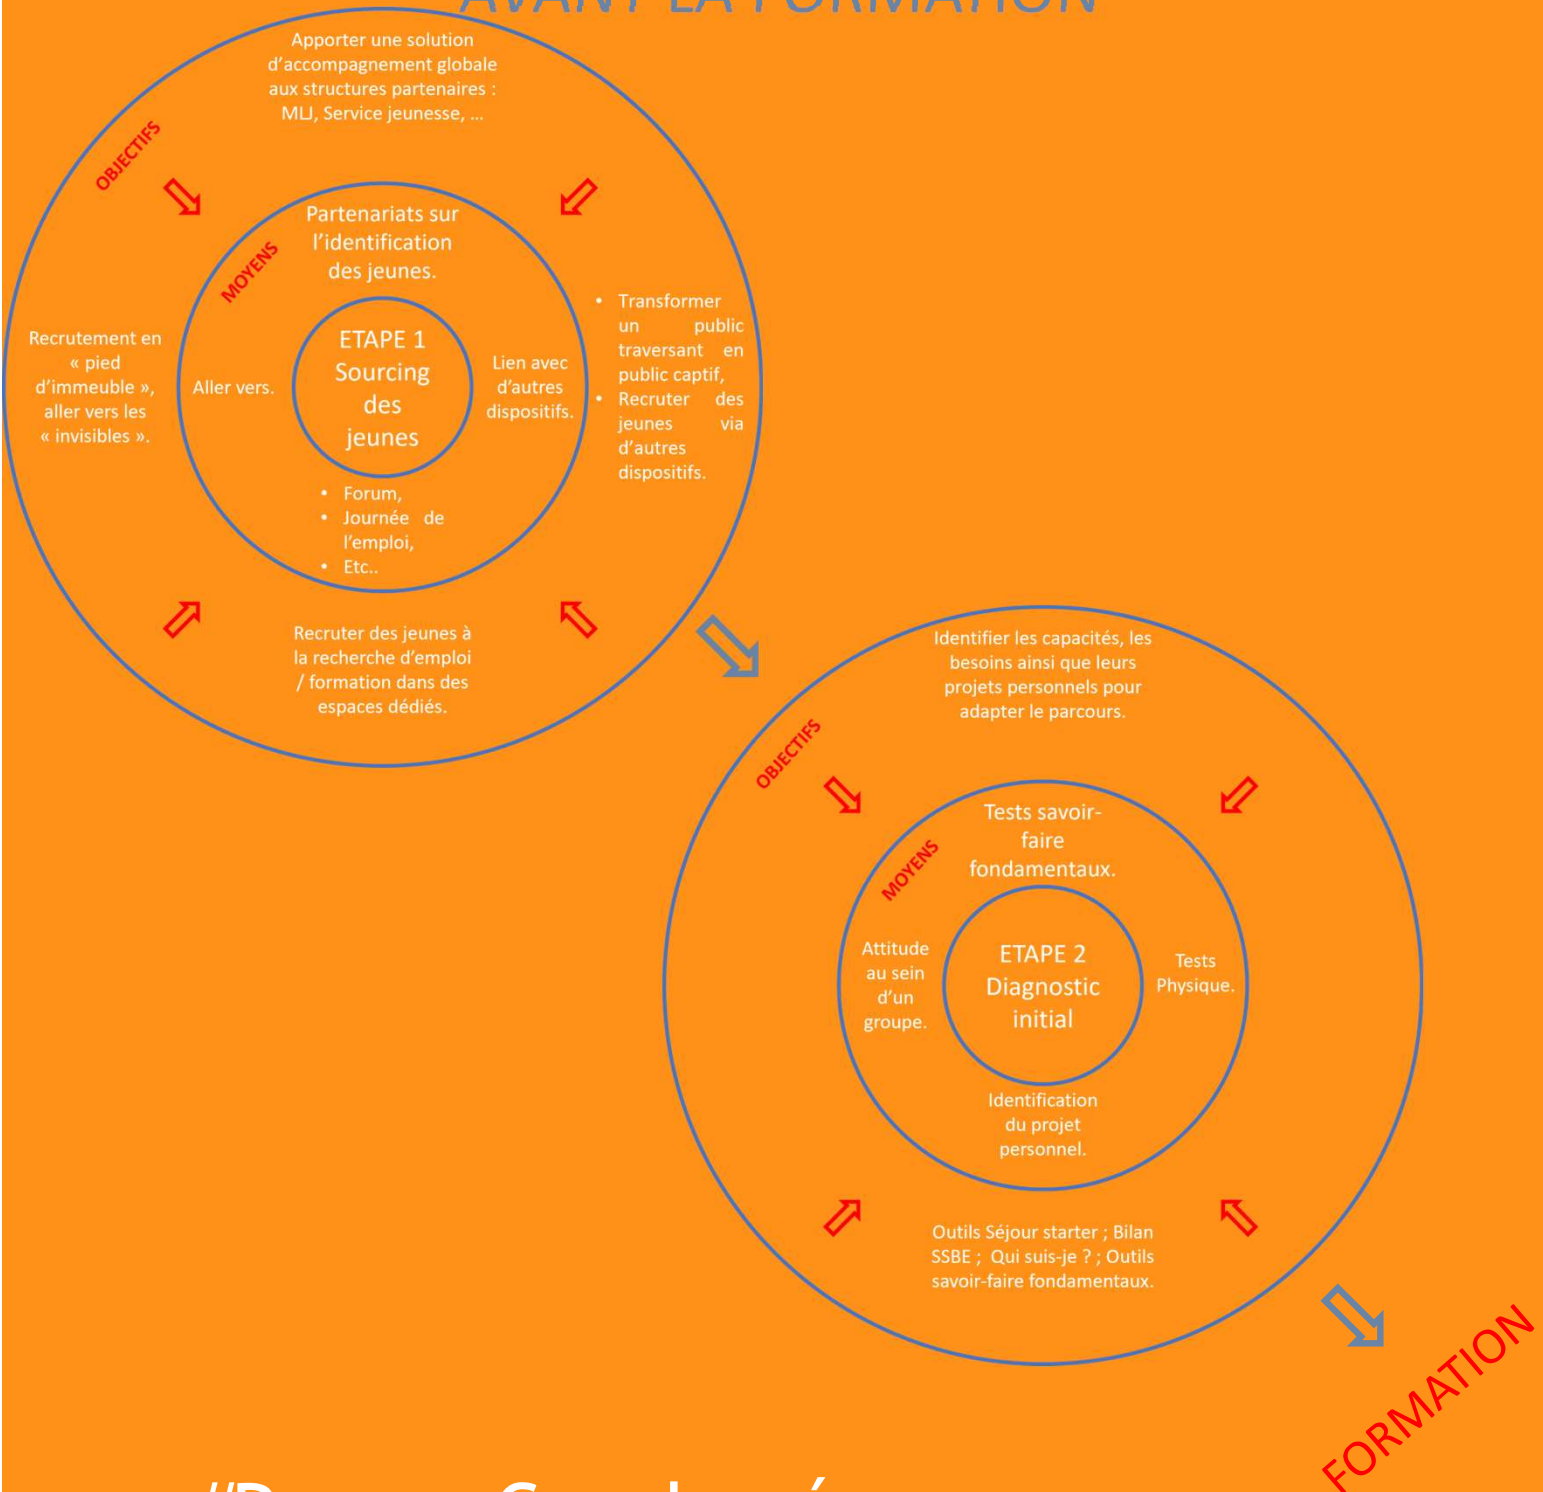 AVANT LA FORMATION
Apporter une solution
d'accompagnement globale
aux structures partenaires :
MLJ, Service jeunesse, ...
OBJECTIFS
Partenariats sur
l'identification
des jeunes.
MOYENS
Recrutement en
« pied
d'immeuble »,
aller vers les
« invisibles ».
Aller vers.
ETAPE 1
Sourcing
des
jeunes
Lien avec
d'autres
dispositifs.
• Transformer
un public
traversant en
public captif,
• Recruter des
jeunes via
d'autres
dispositifs.
• Forum,
• Journée de
l'emploi,
• Etc..
Recruter des jeunes à
la recherche d'emploi
/ formation dans des
espaces dédiés.
Identifier les capacités, les
besoins ainsi que leurs
projets personnels pour
adapter le parcours.
OBJECTIFS
Tests savoir-
faire
fondamentaux.
MOYENS
Attitude
au sein
d'un
groupe.
ETAPE 2
Diagnostic
initial
Tests
Physique.
Identification
du projet
personnel.
Outils Séjour starter ; Bilan
SSBE ; Qui suis-je ? ; Outils
savoir-faire fondamentaux.
FORMATION